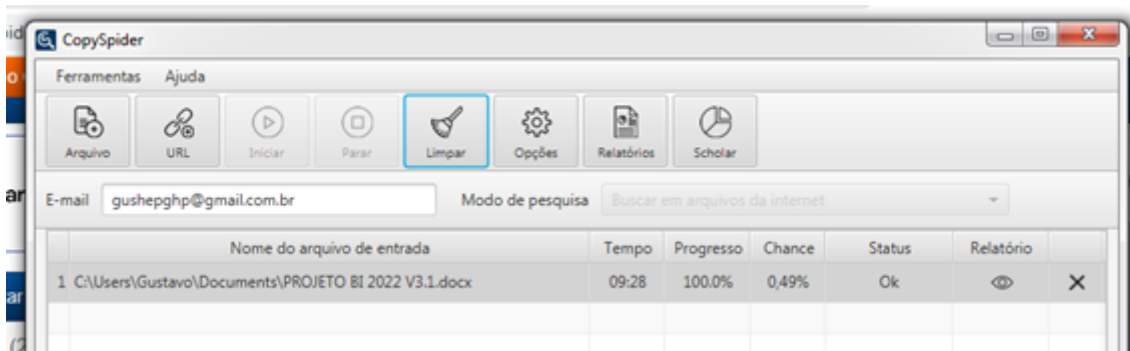 CopySpider
Ferramentas Ajuda
Arquivo URL Iniciar Parar Limpar Opções Relatórios Scholar
E-mail gushepghp@gmail.com.br Modo de pesquisa Buscar em arquivos da internet
Nome do arquivo de entrada Tempo Progresso Chance Status Relatório
1 C:\Users\Gustavo\Documents\PROJETO BI 2022 V3.1.docx 09:28 100.0% 0,49% Ok